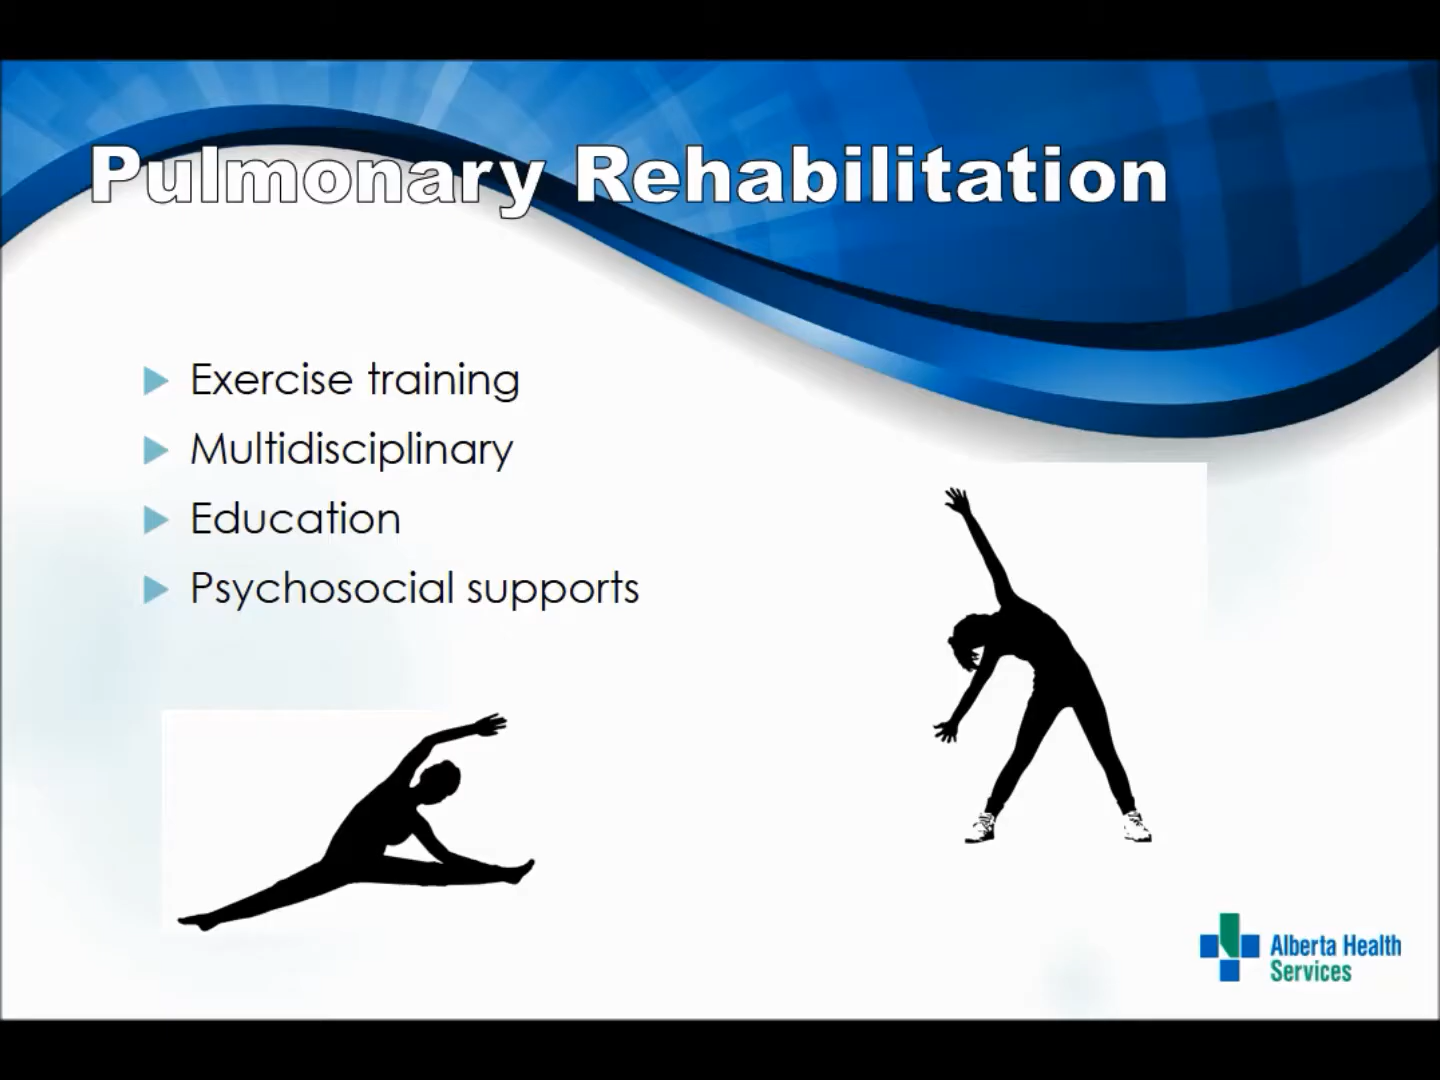 Pulmonary Rehabilitation
Exercise training
Multidisciplinary
Education
Psychosocial supports
Alberta Health
Services